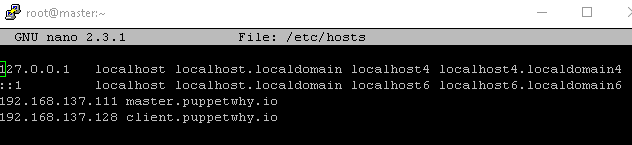 root@master:~
GNU nano 2.3.1 File: /etc/hosts
127.0.0.1 localhost localhost.localdomain localhost4 localhost4.localdomain4
::1 localhost localhost.localdomain localhost6 localhost6.localdomain6
192.168.137.111 master.puppetwhy.io
192.168.137.128 client.puppetwhy.io